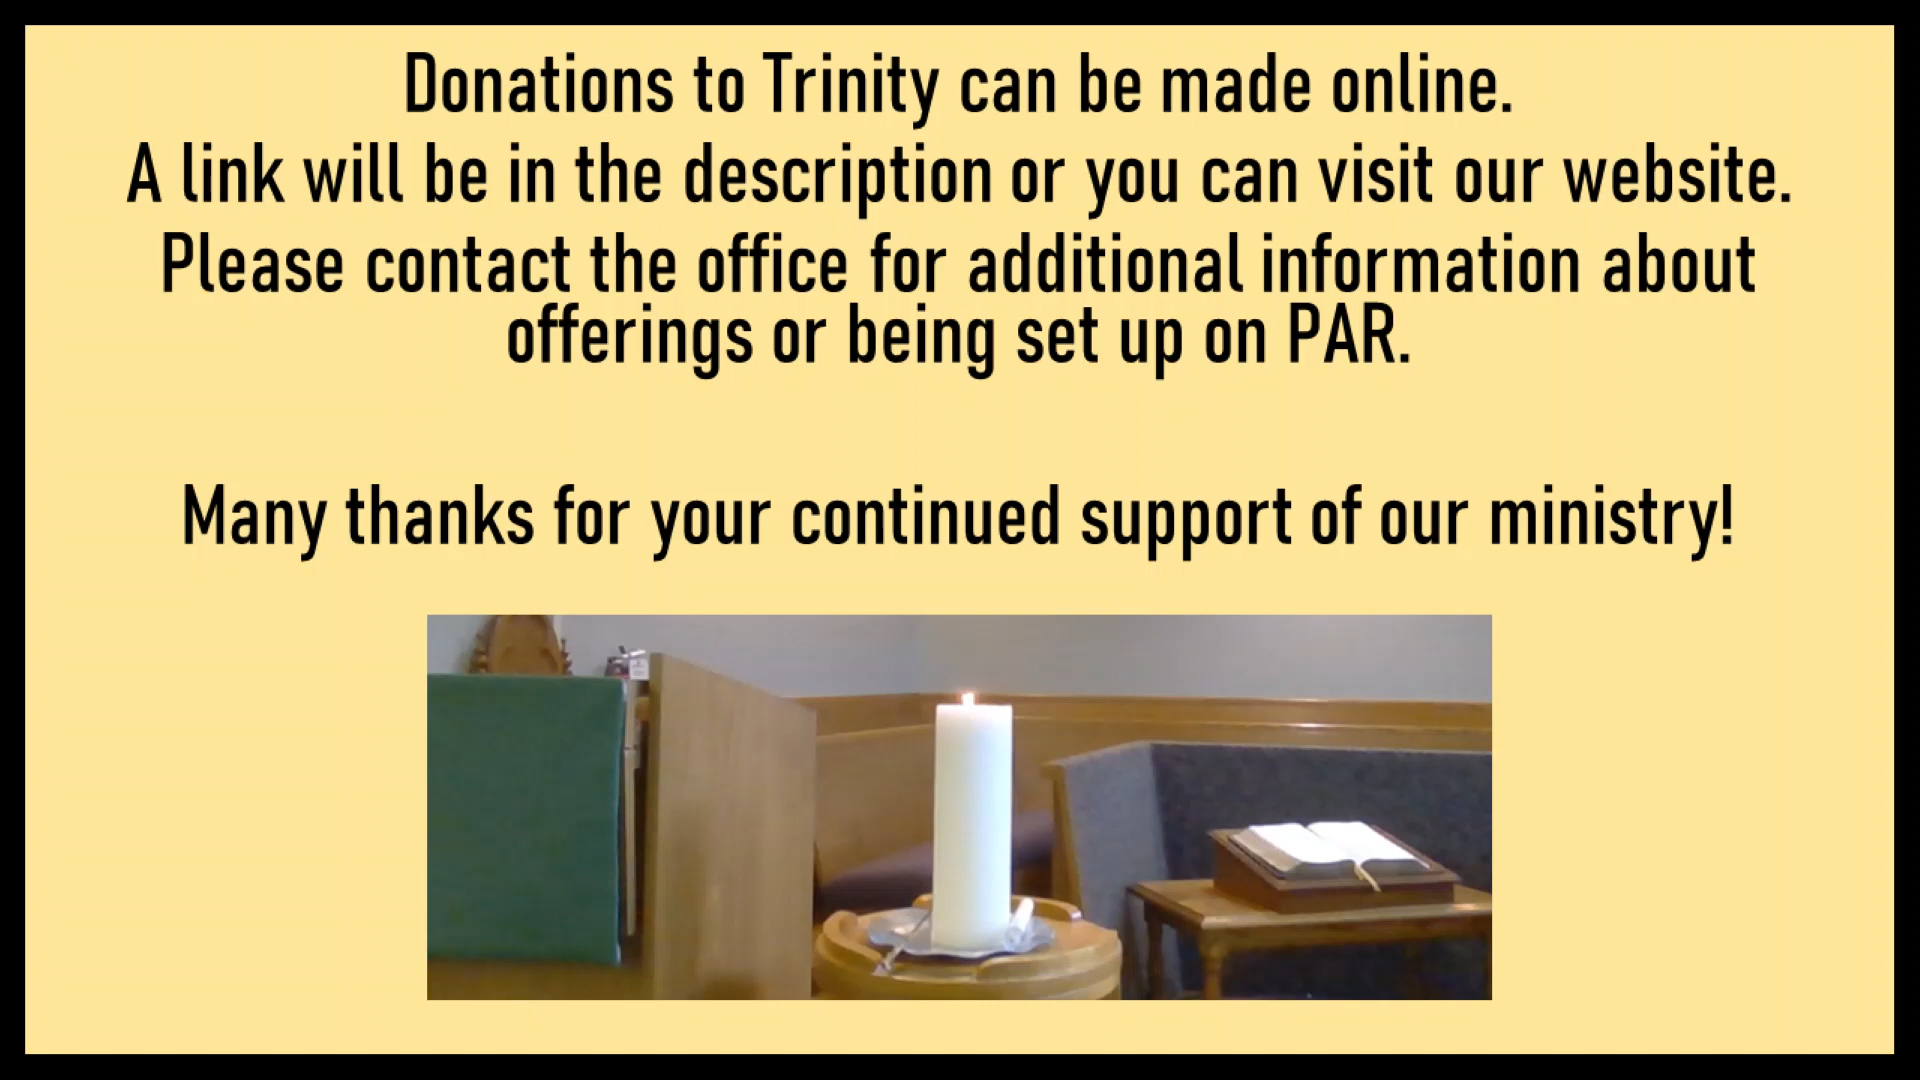 Donations to Trinity can be made online.
A link will be in the description or you can visit our website.
Please contact the office for additional information about
offerings or being set up on PAR.
Many thanks for your continued support of our ministry!